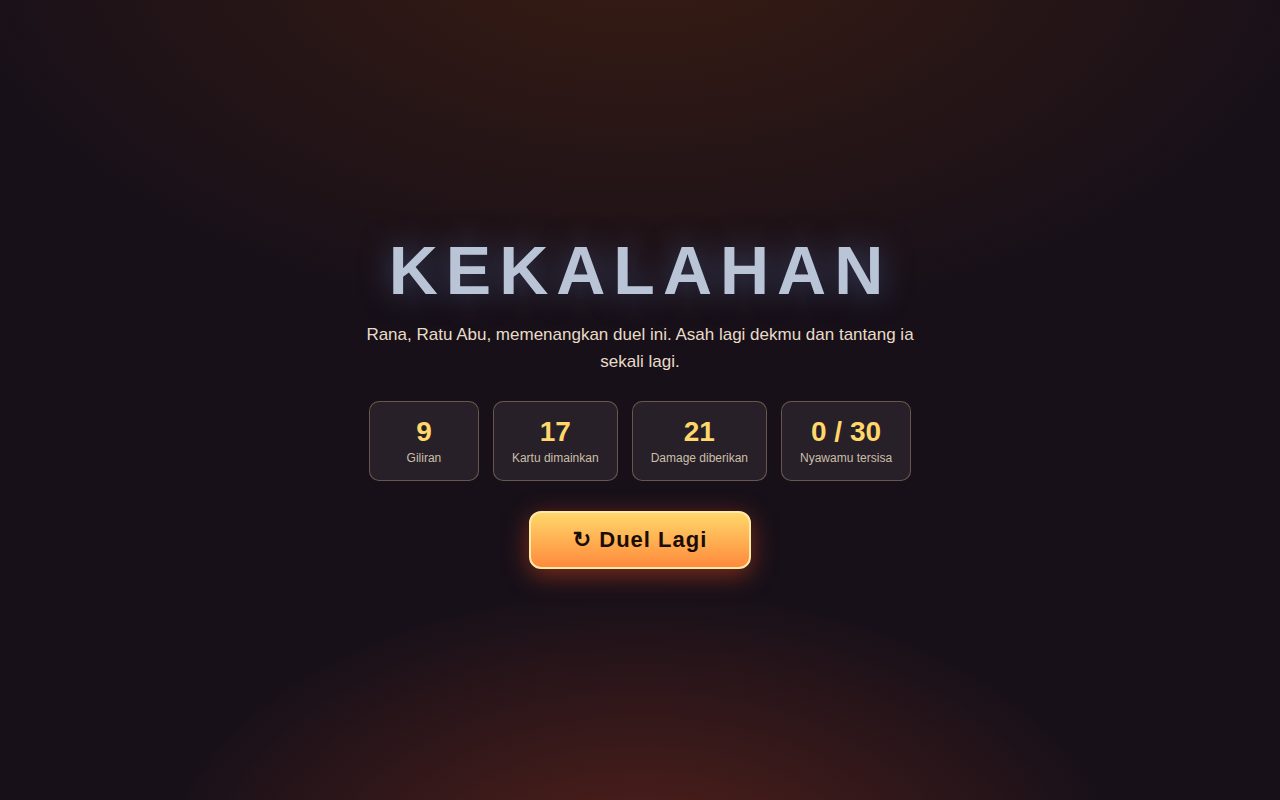 KEKALAHAN
Rana, Ratu Abu, memenangkan duel ini. Asah lagi dekmu dan tantang ia
sekali lagi.
9
Giliran
17
Kartu dimainkan
21
Damage diberikan
0 / 30
Nyawamu tersisa
↻ Duel Lagi